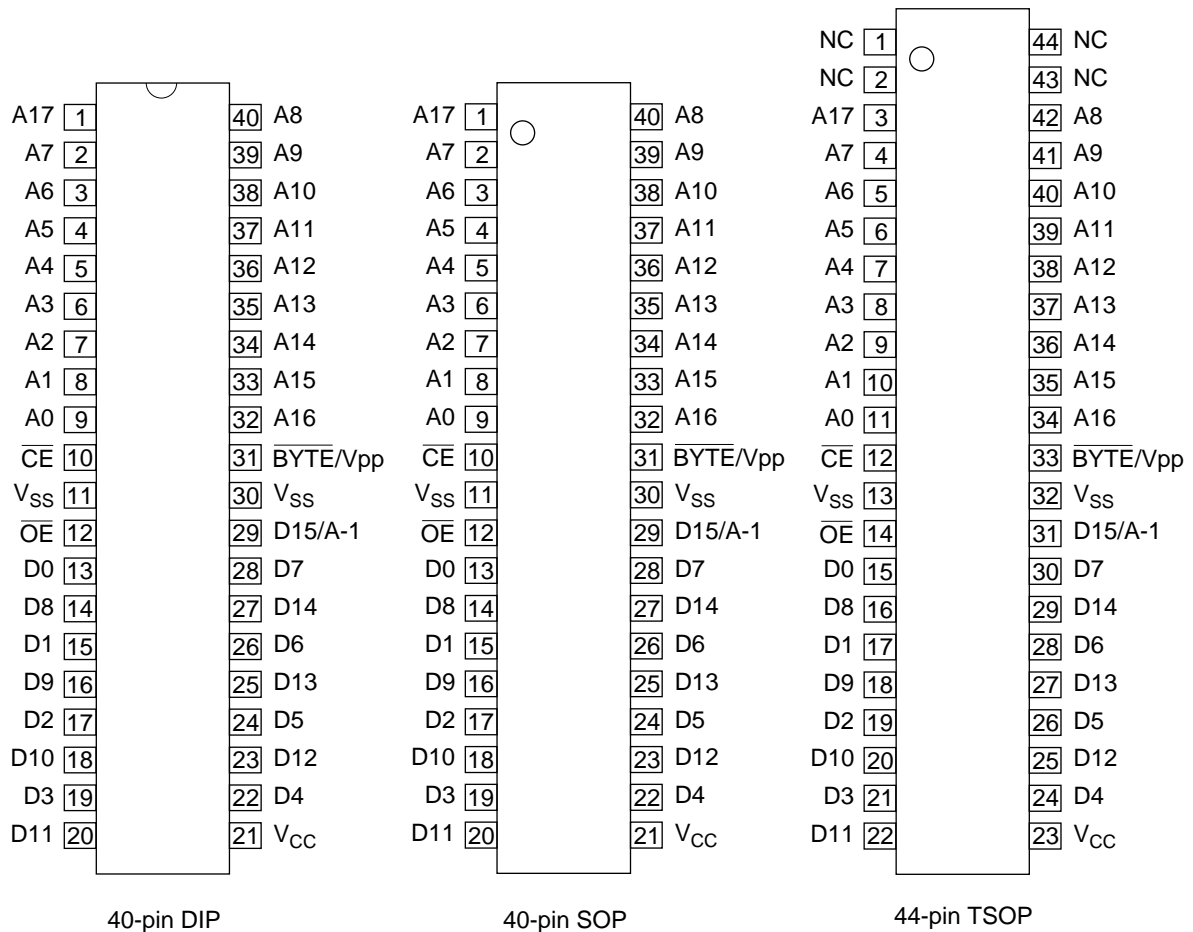 A17 1 40 A8
A7 2 39 A9
A6 3 38 A10
A5 4 37 A11
A4 5 36 A12
A3 6 35 A13
A2 7 34 A14
A1 8 33 A15
A0 9 32 A16
C̅E̅ 10 31 B̅Y̅T̅E̅/Vpp
VSS 11 30 VSS
O̅E̅ 12 29 D15/A-1
D0 13 28 D7
D8 14 27 D14
D1 15 26 D6
D9 16 25 D13
D2 17 24 D5
D10 18 23 D12
D3 19 22 D4
D11 20 21 VCC
40-pin DIP
A17 1 40 A8
A7 2 39 A9
A6 3 38 A10
A5 4 37 A11
A4 5 36 A12
A3 6 35 A13
A2 7 34 A14
A1 8 33 A15
A0 9 32 A16
C̅E̅ 10 31 B̅Y̅T̅E̅/Vpp
VSS 11 30 VSS
O̅E̅ 12 29 D15/A-1
D0 13 28 D7
D8 14 27 D14
D1 15 26 D6
D9 16 25 D13
D2 17 24 D5
D10 18 23 D12
D3 19 22 D4
D11 20 21 VCC
40-pin SOP
NC 1 44 NC
NC 2 43 NC
A17 3 42 A8
A7 4 41 A9
A6 5 40 A10
A5 6 39 A11
A4 7 38 A12
A3 8 37 A13
A2 9 36 A14
A1 10 35 A15
A0 11 34 A16
C̅E̅ 12 33 B̅Y̅T̅E̅/Vpp
VSS 13 32 VSS
O̅E̅ 14 31 D15/A-1
D0 15 30 D7
D8 16 29 D14
D1 17 28 D6
D9 18 27 D13
D2 19 26 D5
D10 20 25 D12
D3 21 24 D4
D11 22 23 VCC
44-pin TSOP